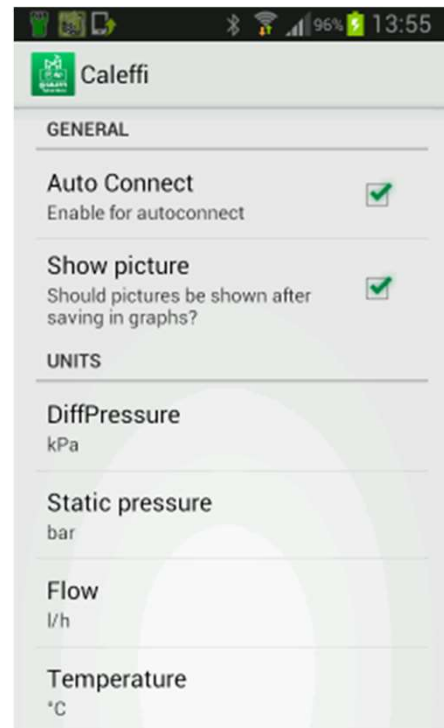 96% 13:55
Caleffi
GENERAL
Auto Connect
Enable for autoconnect
Show picture
Should pictures be shown after
saving in graphs?
UNITS
DiffPressure
kPa
Static pressure
bar
Flow
l/h
Temperature
°C